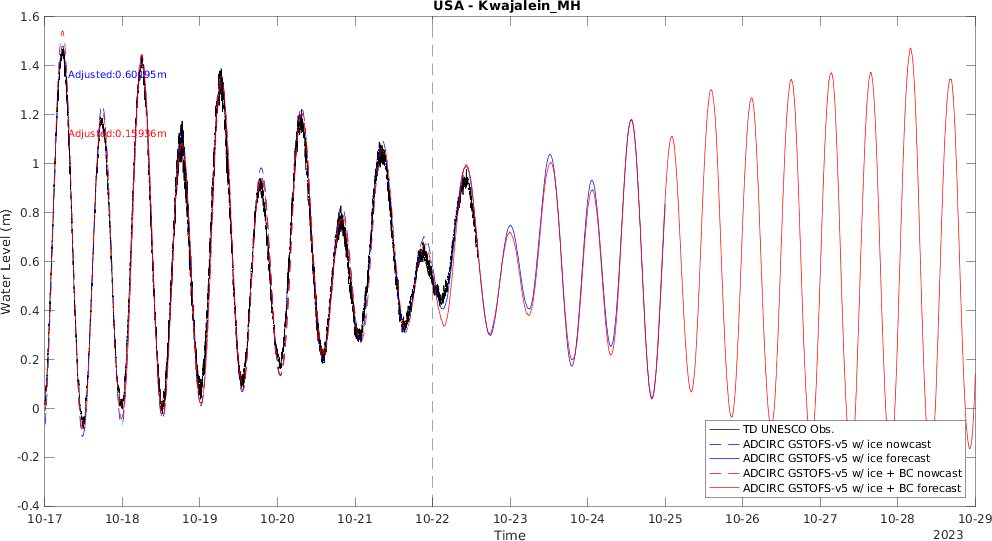 USA - Kwajalein_MH
1.6
1.4
1.2
1
0.8
0.6
0.4
0.2
0
-0.2
-0.4
Water Level (m)
Adjusted:0.60195m
Adjusted:0.15936m
TD UNESCO Obs.
ADCIRC GSTOFS-v5 w/ ice nowcast
ADCIRC GSTOFS-v5 w/ ice forecast
ADCIRC GSTOFS-v5 w/ ice + BC nowcast
ADCIRC GSTOFS-v5 w/ ice + BC forecast
10-17 10-18 10-19 10-20 10-21 10-22 10-23 10-24 10-25 10-26 10-27 10-28 10-29
Time
2023